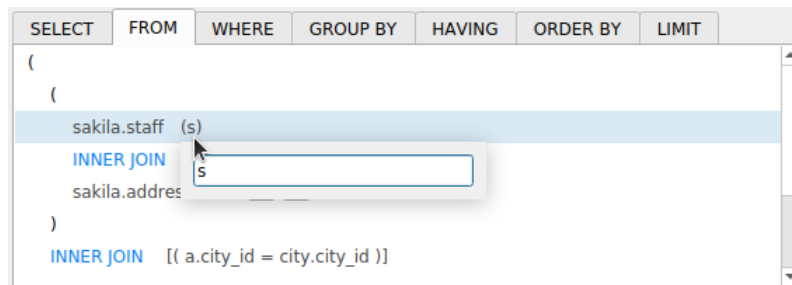 SELECT FROM WHERE GROUP BY HAVING ORDER BY LIMIT
(
(
sakila.staff (s)
INNER JOIN
s
sakila.addres
)
INNER JOIN [( a.city_id = city.city_id )]